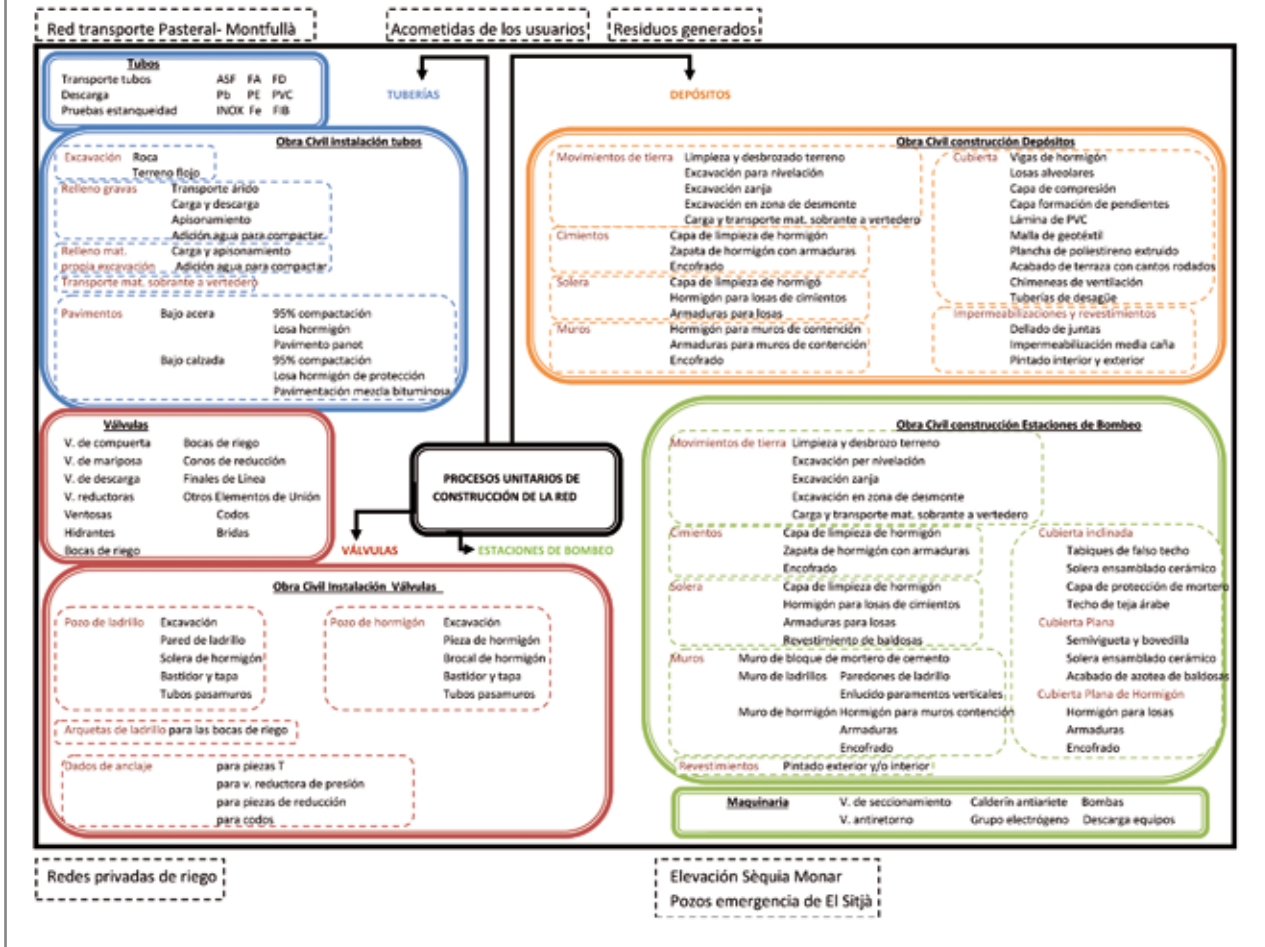 Red transporte Pasteral- Montfullà
Acometidas de los usuarios
Residuos generados
Tubos
Transporte tubos ASF FA FD
Descarga Pb PE PVC
Pruebas estanqueidad INOX Fe FIB
TUBERÍAS
DEPÓSITOS
Obra Civil instalación tubos
Excavación Roca
Terreno flojo
Relleno gravas Transporte árido
Carga y descarga
Apisonamiento
Adición agua para compactar
Relleno mat. Carga y apisonamiento
propia excavación Adición agua para compactar
Transporte mat. sobrante a vertedero
Pavimentos Bajo acera 95% compactación
Losa hormigón
Pavimento panot
Bajo calzada 95% compactación
Losa hormigón de protección
Pavimentación mezcla bituminosa
Obra Civil construcción Depósitos
Movimientos de tierra Limpieza y desbrozado terreno
Excavación para nivelación
Excavación zanja
Excavación en zona de desmonte
Carga y transporte mat. sobrante a vertedero
Cimientos Capa de limpieza de hormigón
Zapata de hormigón con armaduras
Encofrado
Solera Capa de limpieza de hormigó
Hormigón para losas de cimientos
Armaduras para losas
Muros Hormigón para muros de contención
Armaduras para muros de contención
Encofrado
Cubierta Vigas de hormigón
Losas alveolares
Capa de compresión
Capa formación de pendientes
Lámina de PVC
Malla de geotéxtil
Plancha de poliestireno extruido
Acabado de terraza con cantos rodados
Chimeneas de ventilación
Tuberías de desagüe
Impermeabilizaciones y revestimientos
Dellado de juntas
Impermeabilización media caña
Pintado interior y exterior
Válvulas
V. de compuerta Bocas de riego
V. de mariposa Conos de reducción
V. de descarga Finales de Línea
V. reductoras Otros Elementos de Unión
Ventosas Codos
Hidrantes Bridas
Bocas de riego
PROCESOS UNITARIOS DE
CONSTRUCCIÓN DE LA RED
VÁLVULAS
ESTACIONES DE BOMBEO
Obra Civil Instalación Válvulas
Pozo de ladrillo Excavación
Pared de ladrillo
Solera de hormigón
Bastidor y tapa
Tubos pasamuros
Pozo de hormigón Excavación
Pieza de hormigón
Brocal de hormigón
Bastidor y tapa
Tubos pasamuros
Arquetas de ladrillo para las bocas de riego
Dados de anclaje para piezas T
para v. reductora de presión
para piezas de reducción
para codos
Obra Civil construcción Estaciones de Bombeo
Movimientos de tierra Limpieza y desbrozo terreno
Excavación per nivelación
Excavación zanja
Excavación en zona de desmonte
Carga y transporte mat. sobrante a vertedero
Cimientos Capa de limpieza de hormigón
Zapata de hormigón con armaduras
Encofrado
Solera Capa de limpieza de hormigón
Hormigón para losas de cimientos
Armaduras para losas
Revestimiento de baldosas
Muros Muro de bloque de mortero de cemento
Muro de ladrillos Paredones de ladrillo
Enlucido paramentos verticales
Muro de hormigón Hormigón para muros contención
Armaduras
Encofrado
Revestimientos Pintado exterior y/o interior
Cubierta inclinada
Tabiques de falso techo
Solera ensamblado cerámico
Capa de protección de mortero
Techo de teja árabe
Cubierta Plana
Semivigueta y bovedilla
Solera ensamblado cerámico
Acabado de azotea de baldosas
Cubierta Plana de Hormigón
Hormigón para losas
Armaduras
Encofrado
Maquinaria V. de seccionamiento Calderín antiariete Bombas
V. antiretorno Grupo electrógeno Descarga equipos
Redes privadas de riego
Elevación Sèquia Monar
Pozos emergencia de El Sitjà